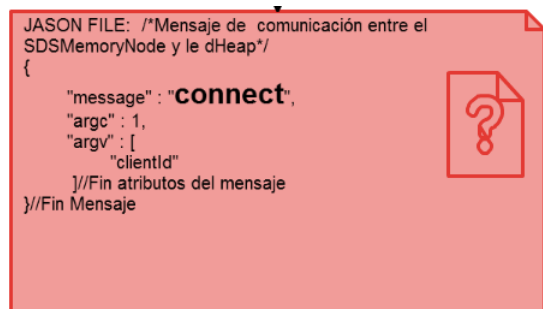 JASON FILE: /*Mensaje de comunicación entre el
SDSMemoryNode y le dHeap*/
{
"message" : "connect",
"argc" : 1,
"argv" : [
"clientId"
]//Fin atributos del mensaje
}//Fin Mensaje